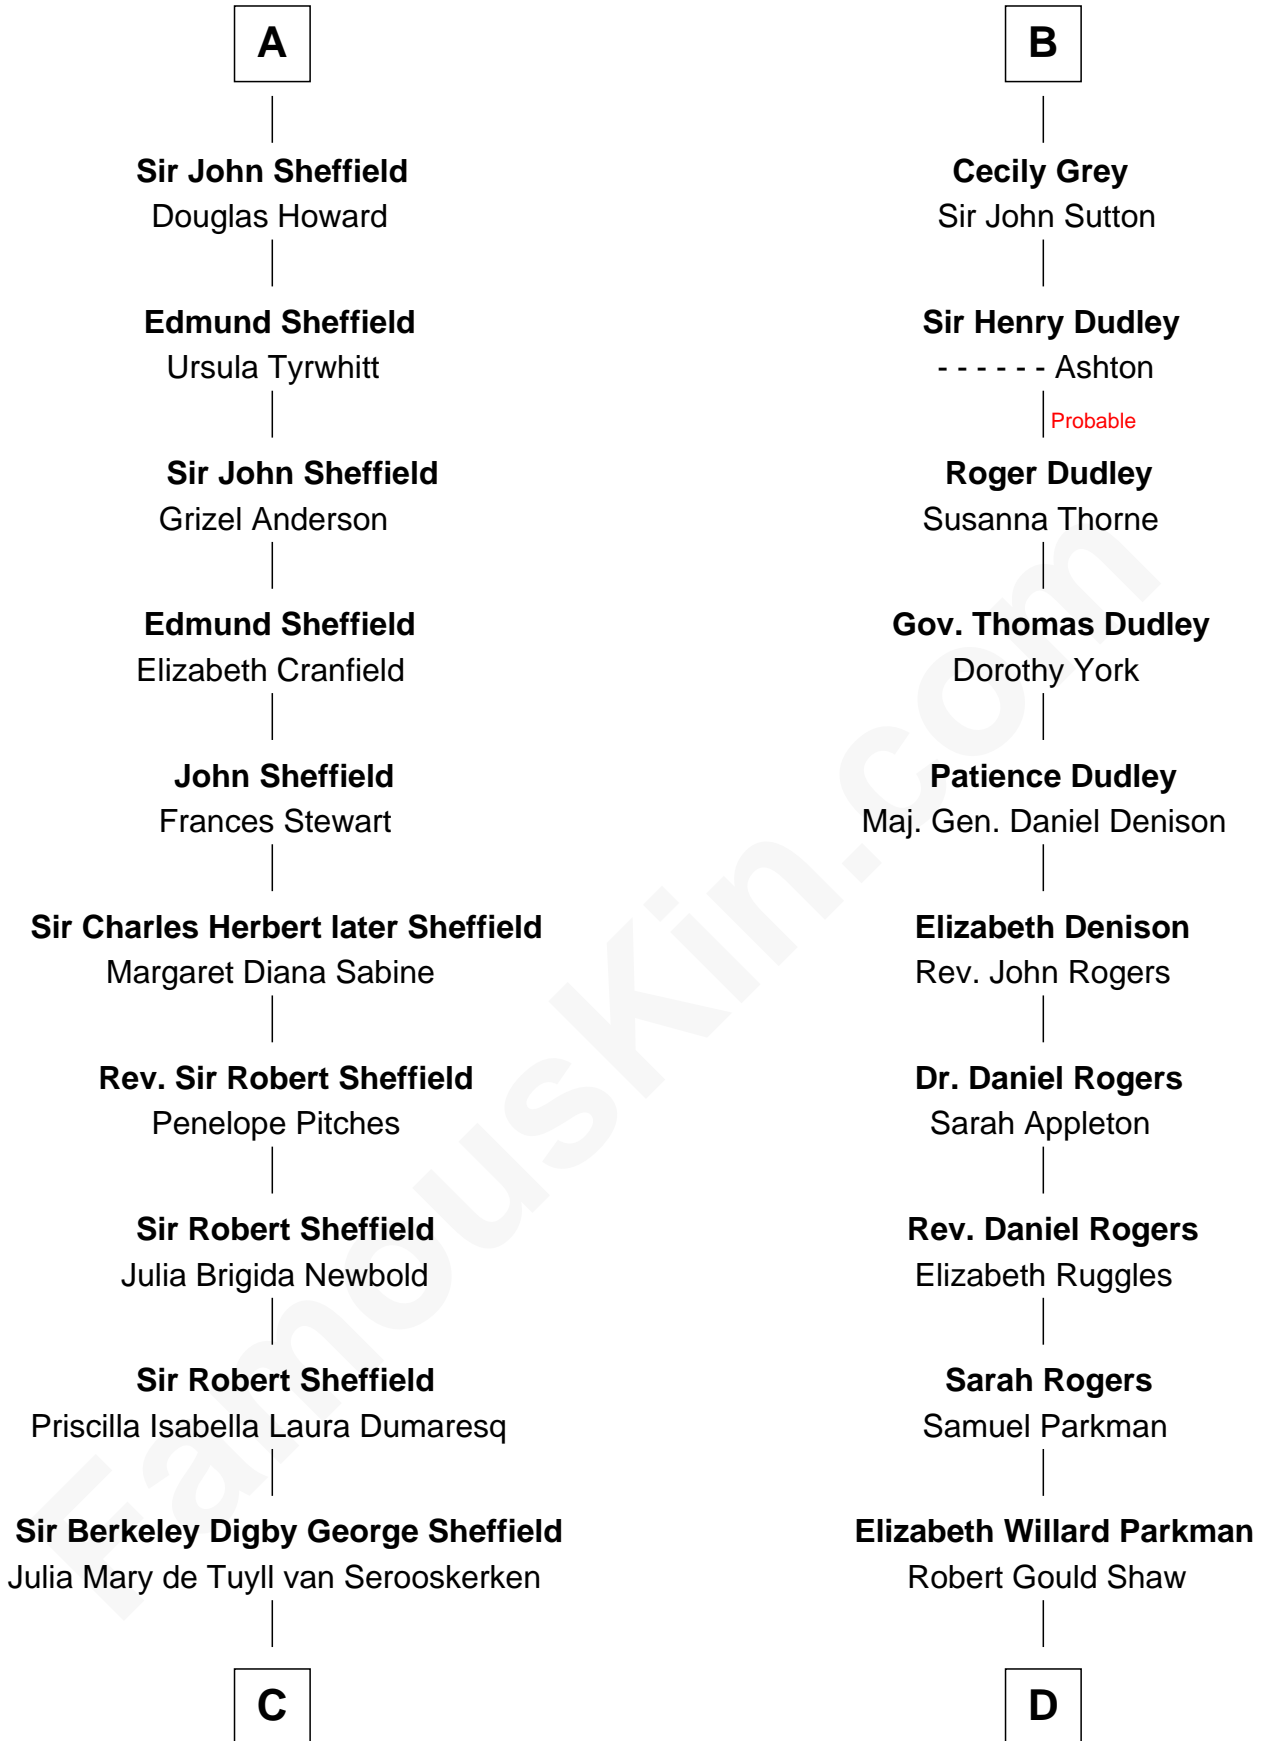 A
Sir John Sheffield
Douglas Howard
Edmund Sheffield
Ursula Tyrwhitt
Sir John Sheffield
Grizel Anderson
Edmund Sheffield
Elizabeth Cranfield
John Sheffield
Frances Stewart
Sir Charles Herbert later Sheffield
Margaret Diana Sabine
Rev. Sir Robert Sheffield
Penelope Pitches
Sir Robert Sheffield
Julia Brigida Newbold
Sir Robert Sheffield
Priscilla Isabella Laura Dumaresq
Sir Berkeley Digby George Sheffield
Julia Mary de Tuyll van Serooskerken
C
B
Cecily Grey
Sir John Sutton
Sir Henry Dudley
- - - - - - Ashton
Probable
Roger Dudley
Susanna Thorne
Gov. Thomas Dudley
Dorothy York
Patience Dudley
Maj. Gen. Daniel Denison
Elizabeth Denison
Rev. John Rogers
Dr. Daniel Rogers
Sarah Appleton
Rev. Daniel Rogers
Elizabeth Ruggles
Sarah Rogers
Samuel Parkman
Elizabeth Willard Parkman
Robert Gould Shaw
D
FamousKin.com